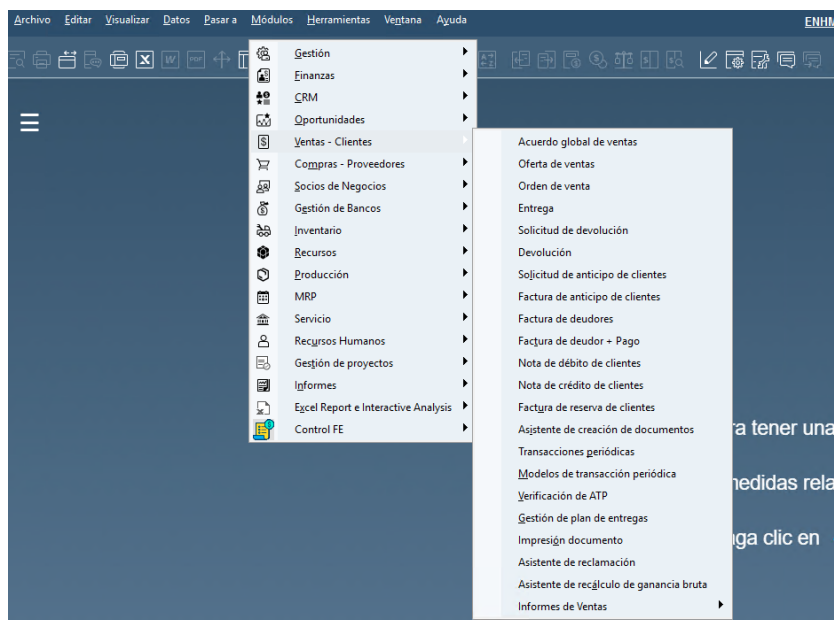 Archivo Editar Visualizar Datos Pasar a Módulos Herramientas Ventana Ayuda
Gestión
Finanzas
CRM
Oportunidades
Ventas - Clientes
Compras - Proveedores
Socios de Negocios
Gestión de Bancos
Inventario
Recursos
Producción
MRP
Servicio
Recursos Humanos
Gestión de proyectos
Informes
Excel Report e Interactive Analysis
Control FE
Acuerdo global de ventas
Oferta de ventas
Orden de venta
Entrega
Solicitud de devolución
Devolución
Solicitud de anticipo de clientes
Factura de anticipo de clientes
Factura de deudores
Factura de deudor + Pago
Nota de débito de clientes
Nota de crédito de clientes
Factura de reserva de clientes
Asistente de creación de documentos
Transacciones periódicas
Modelos de transacción periódica
Verificación de ATP
Gestión de plan de entregas
Impresión documento
Asistente de reclamación
Asistente de recálculo de ganancia bruta
Informes de Ventas
tener una
clic en